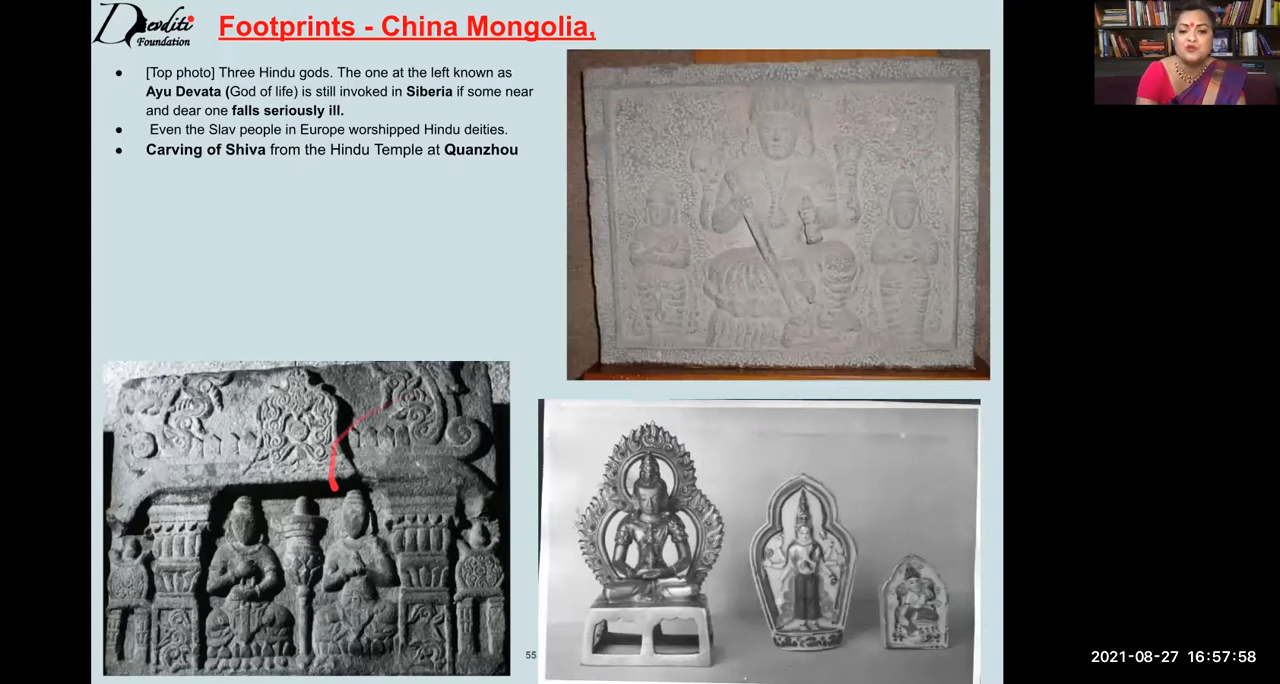 Devditi
Foundation
Footprints - China Mongolia,
[Top photo] Three Hindu gods. The one at the left known as
Ayu Devata (God of life) is still invoked in Siberia if some near
and dear one falls seriously ill.
Even the Slav people in Europe worshipped Hindu deities.
Carving of Shiva from the Hindu Temple at Quanzhou
55
2021-08-27 16:57:58